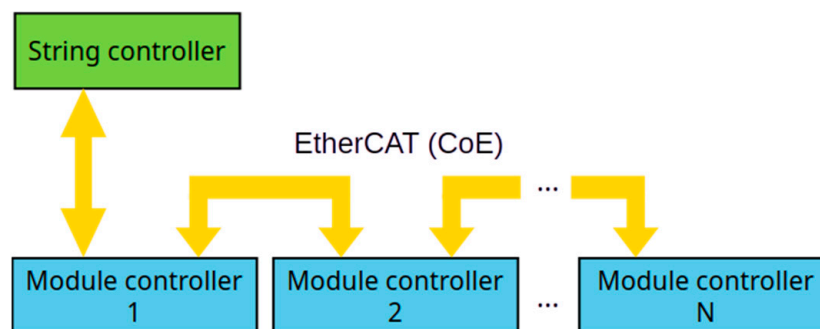 String controller
EtherCAT (CoE)
...
Module controller
1
Module controller
2
...
Module controller
N